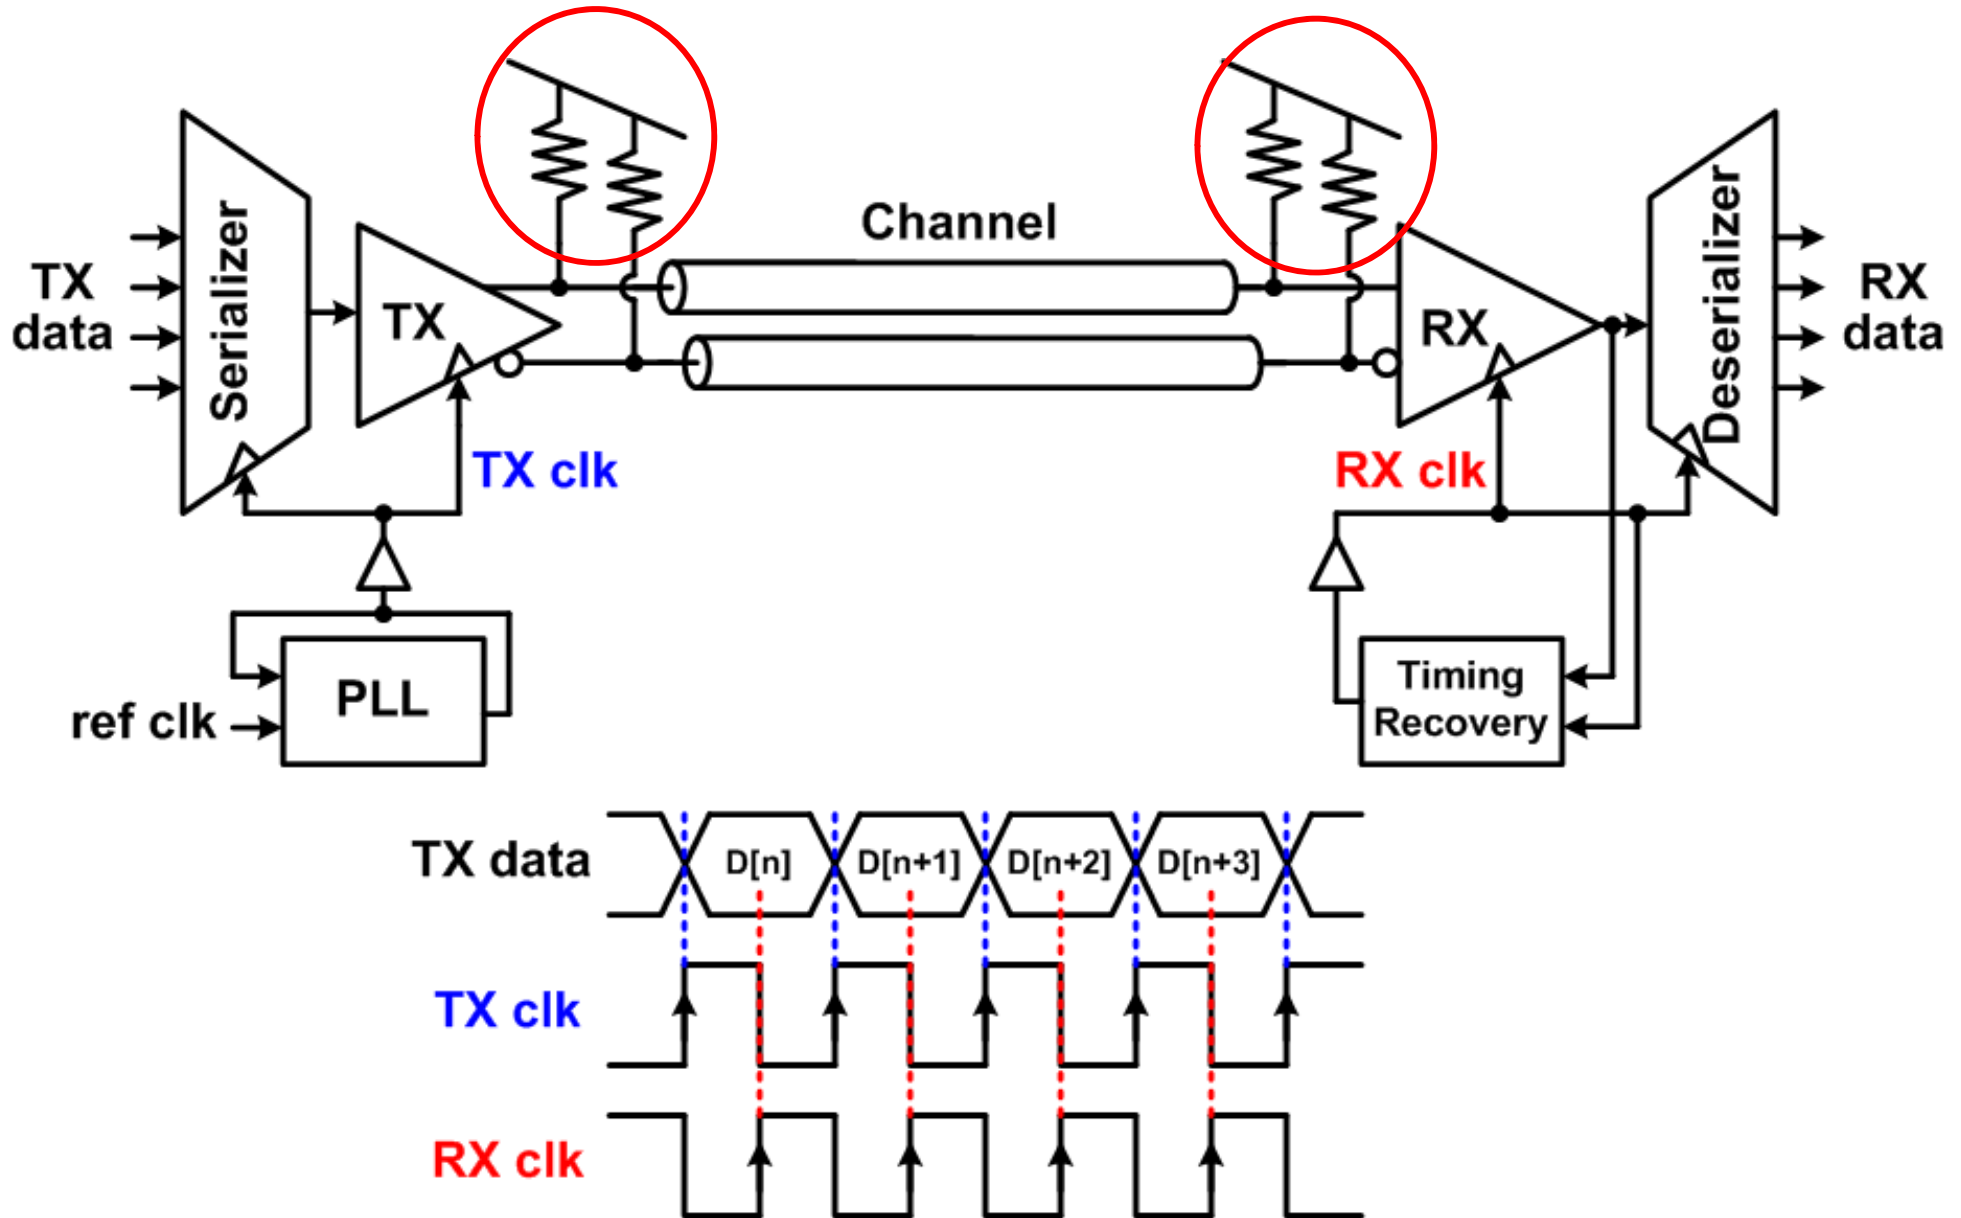 Channel
TX
data
Serializer
TX
RX
Deserializer
RX
data
TX clk
RX clk
PLL
ref clk
Timing
Recovery
TX data
D[n]
D[n+1]
D[n+2]
D[n+3]
TX clk
RX clk